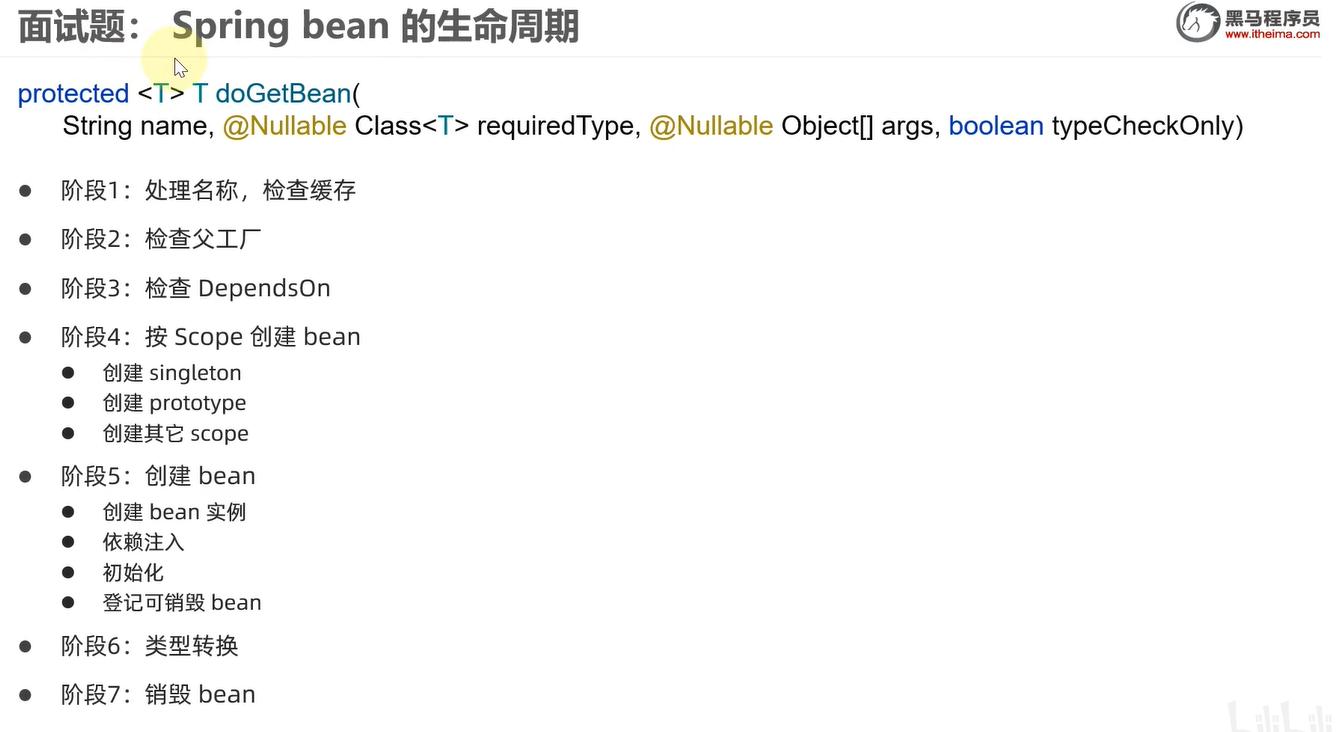 面试题： Spring bean 的生命周期
黑马程序员
www.itheima.com
protected <T> T doGetBean(
String name, @Nullable Class<T> requiredType, @Nullable Object[] args, boolean typeCheckOnly)
● 阶段1：处理名称，检查缓存
● 阶段2：检查父工厂
● 阶段3：检查 DependsOn
● 阶段4：按 Scope 创建 bean
● 创建 singleton
● 创建 prototype
● 创建其它 scope
● 阶段5：创建 bean
● 创建 bean 实例
● 依赖注入
● 初始化
● 登记可销毁 bean
● 阶段6：类型转换
● 阶段7：销毁 bean